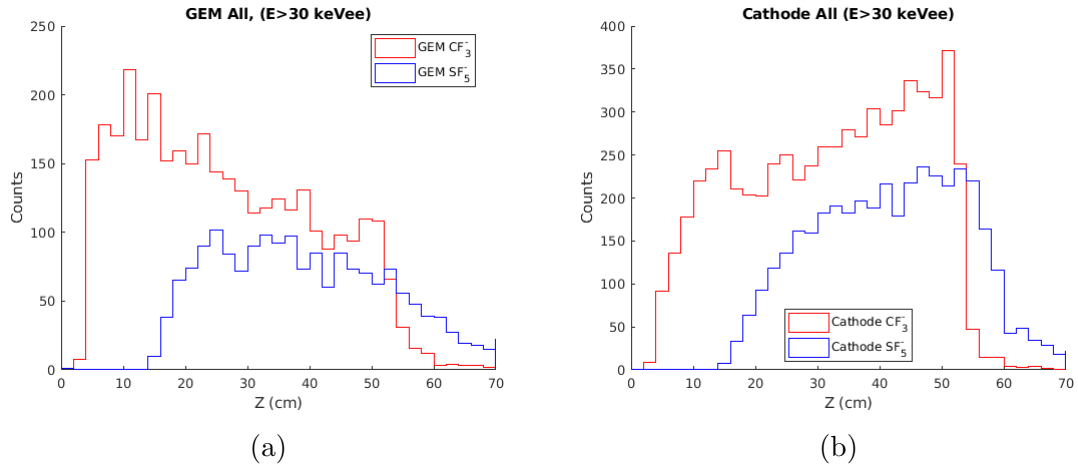 GEM All, (E>30 keVee)
250
200
150
100
50
0
Counts
0 10 20 30 40 50 60 70
Z (cm)
GEM CF₃⁻
GEM SF₅⁻
(a)
Cathode All (E>30 keVee)
400
350
300
250
200
150
100
50
0
Counts
0 10 20 30 40 50 60 70
Z (cm)
Cathode CF₃⁻
Cathode SF₅⁻
(b)